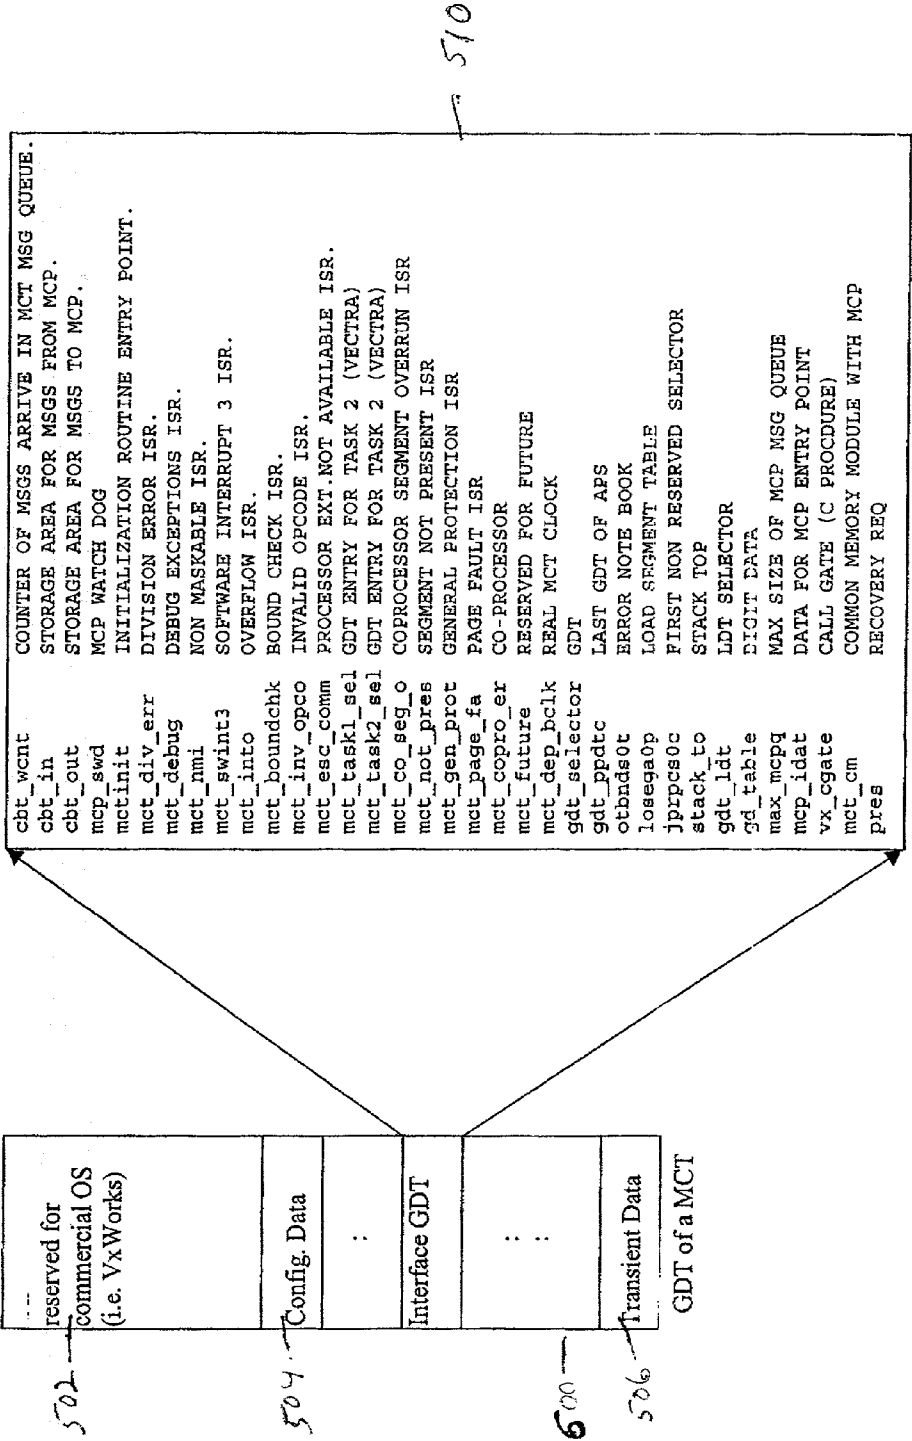 502
....
reserved for
commercial OS
(i.e. VxWorks)
504
Config. Data
:
Interface GDT
:
:
500
506
Transient Data
GDT of a MCT
cbt_wcnt COUNTER OF MSGS ARRIVE IN MCT MSG QUEUE.
cbt_in STORAGE AREA FOR MSGS FROM MCP.
cbt_out STORAGE AREA FOR MSGS TO MCP.
mcp_swd MCP WATCH DOG
mctinit INITIALIZATION ROUTINE ENTRY POINT.
mct_div_err DIVISION ERROR ISR.
mct_debug DEBUG EXCEPTIONS ISR.
mct_nmi NON MASKABLE ISR.
mct_swint3 SOFTWARE INTERRUPT 3 ISR.
mct_into OVERFLOW ISR.
mct_boundchk BOUND CHECK ISR.
mct_inv_opco INVALID OPCODE ISR.
mct_esc_comm PROCESSOR EXT.NOT AVAILABLE ISR.
mct_task1_sel GDT ENTRY FOR TASK 2 (VECTRA)
mct_task2_sel GDT ENTRY FOR TASK 2 (VECTRA)
mct_co_seg_o COPROCESSOR SEGMENT OVERRUN ISR
mct_not_pres SEGMENT NOT PRESENT ISR
mct_gen_prot GENERAL PROTECTION ISR
mct_page_fa PAGE FAULT ISR
mct_copro_er CO-PROCESSOR
mct_future RESERVED FOR FUTURE
mct_dep_bclk REAL MCT CLOCK
gdt_selector GDT
gdt_ppdtc LAST GDT OF APS
otbnds0t ERROR NOTE BOOK
losega0p LOAD SEGMENT TABLE
jprpcs0c FIRST NON RESERVED SELECTOR
stack_to STACK TOP
gdt_ldt LDT SELECTOR
gd_table DIGIT DATA
max_mcpq MAX SIZE OF MCP MSG QUEUE
mcp_idat DATA FOR MCP ENTRY POINT
vx_cgate CALL GATE (C PROCDURE)
mct_cm COMMON MEMORY MODULE WITH MCP
pres RECOVERY REQ
510